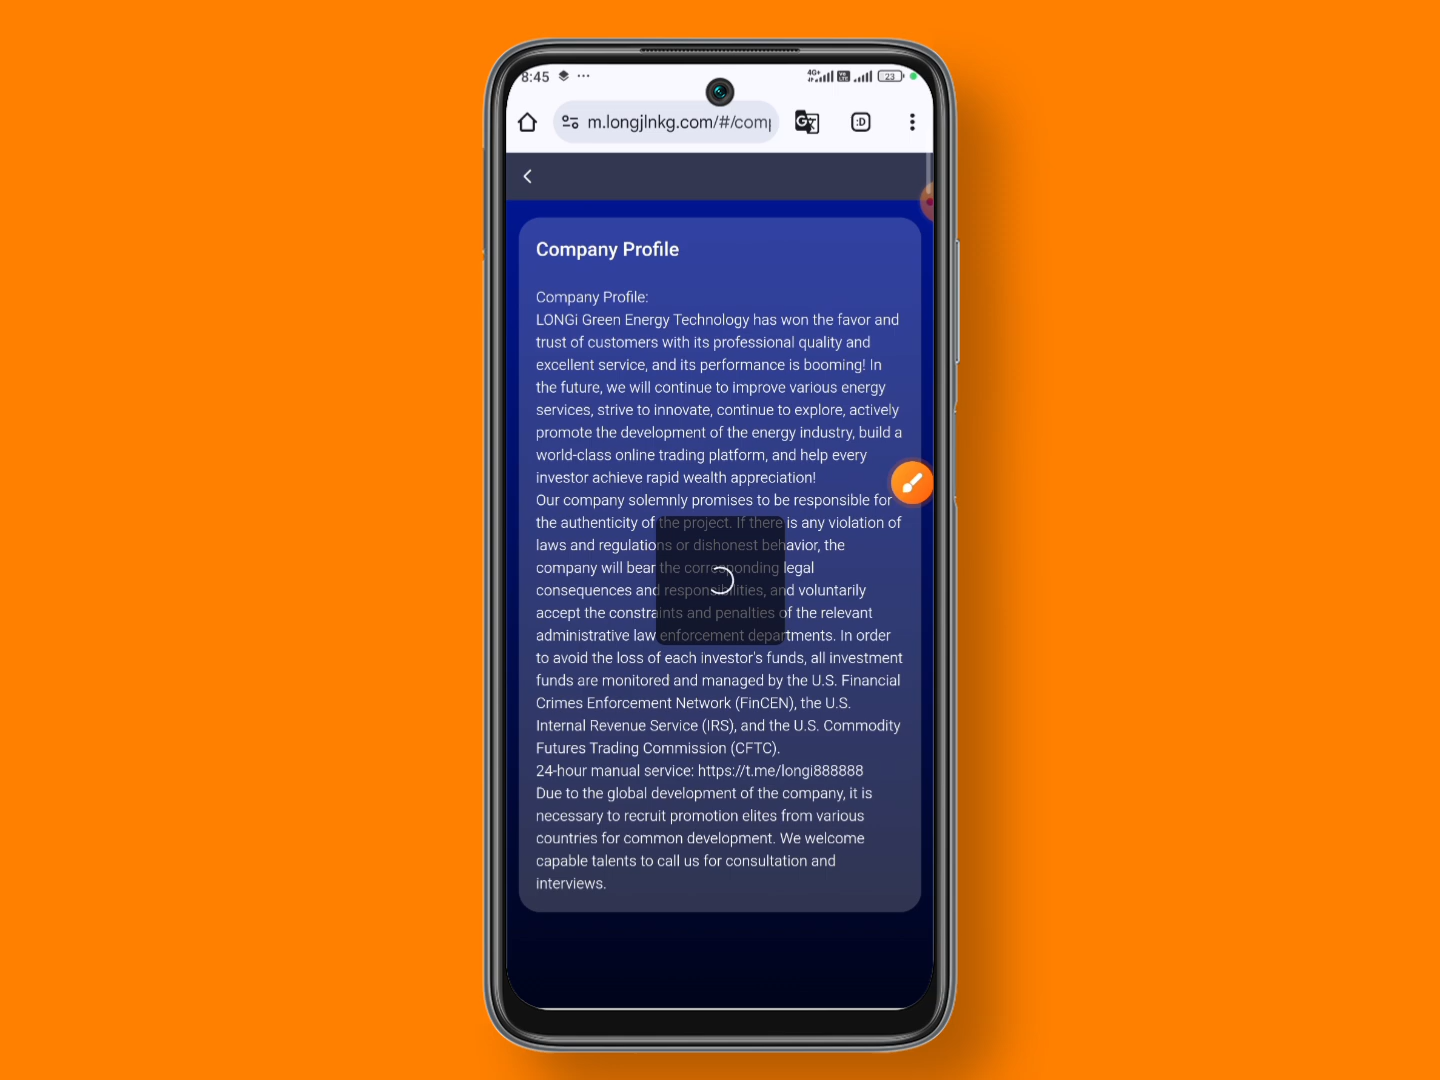 8:45
4G+
23
m.longjlnkg.com/#/comp
:D
Company Profile
Company Profile:
LONGi Green Energy Technology has won the favor and
trust of customers with its professional quality and
excellent service, and its performance is booming! In
the future, we will continue to improve various energy
services, strive to innovate, continue to explore, actively
promote the development of the energy industry, build a
world-class online trading platform, and help every
investor achieve rapid wealth appreciation!
Our company solemnly promises to be responsible for
the authenticity of the project. If there is any violation of
laws and regulations or dishonest behavior, the
company will bear the corresponding legal
consequences and responsibilities, and voluntarily
accept the constraints and penalties of the relevant
administrative law enforcement departments. In order
to avoid the loss of each investor's funds, all investment
funds are monitored and managed by the U.S. Financial
Crimes Enforcement Network (FinCEN), the U.S.
Internal Revenue Service (IRS), and the U.S. Commodity
Futures Trading Commission (CFTC).
24-hour manual service: https://t.me/longi888888
Due to the global development of the company, it is
necessary to recruit promotion elites from various
countries for common development. We welcome
capable talents to call us for consultation and
interviews.